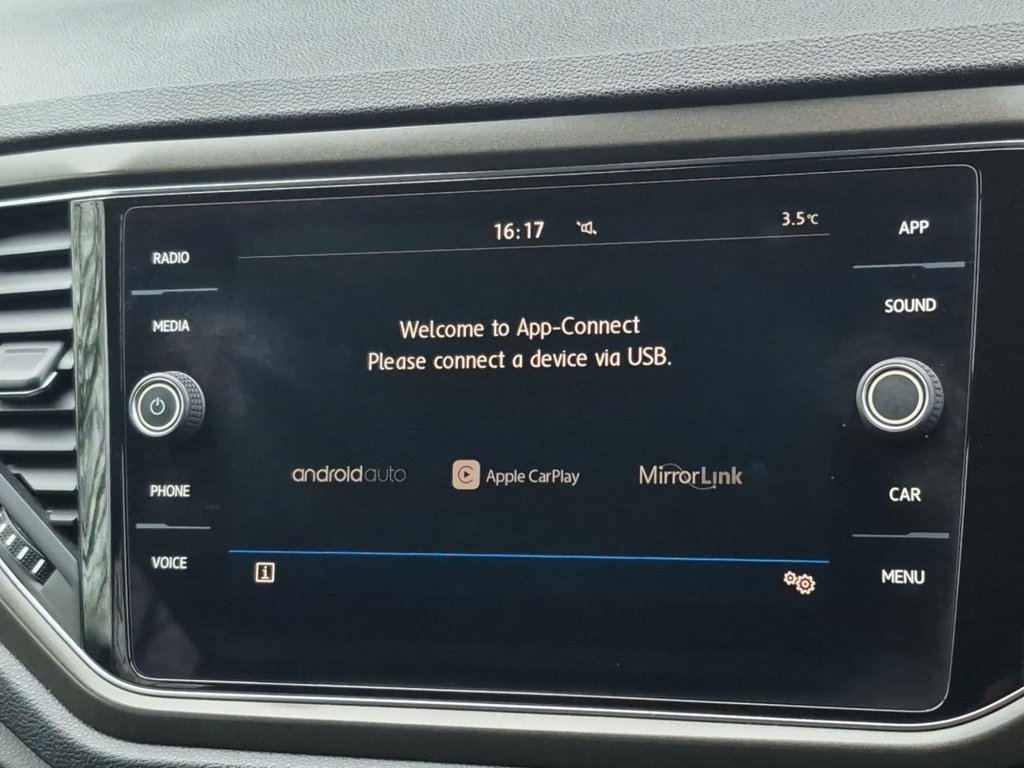 16:17
3.5°C
APP
RADIO
SOUND
MEDIA
Welcome to App-Connect
Please connect a device via USB.
androidauto
Apple CarPlay
MirrorLink
PHONE
CAR
VOICE
i
MENU